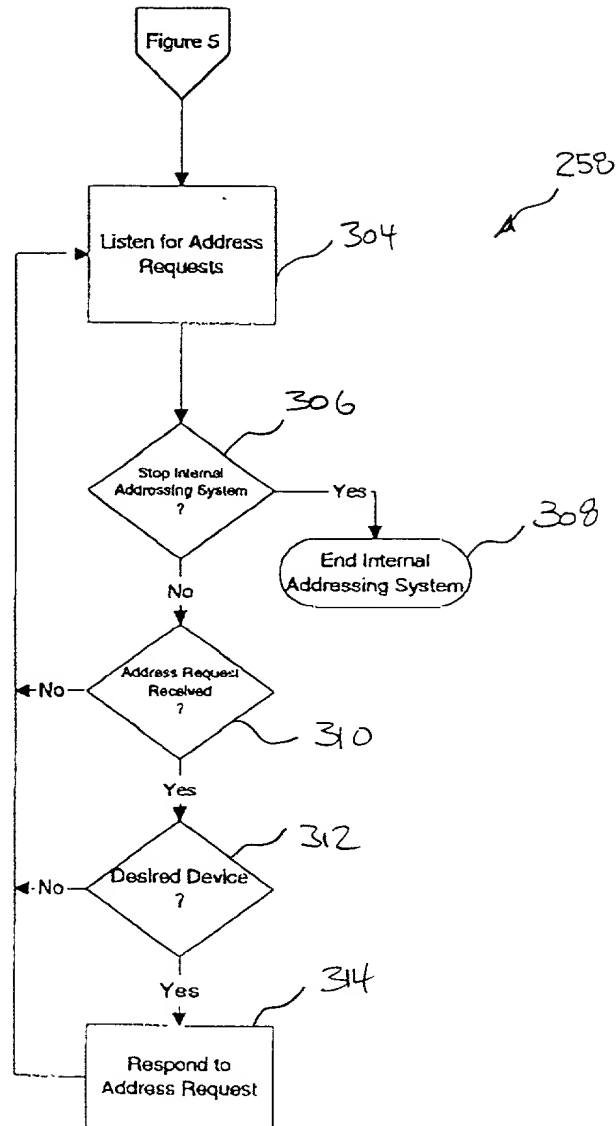 Figure 5
258
Listen for Address
Requests
304
306
Stop Internal
Addressing System
?
Yes
308
End Internal
Addressing System
No
Address Request
Received
?
No
310
Yes
312
Desired Device
?
No
Yes
314
Respond to
Address Request